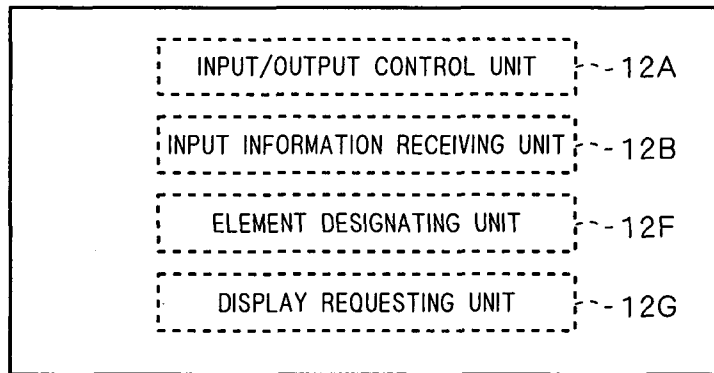 INPUT/OUTPUT CONTROL UNIT 12A
INPUT INFORMATION RECEIVING UNIT 12B
ELEMENT DESIGNATING UNIT 12F
DISPLAY REQUESTING UNIT 12G